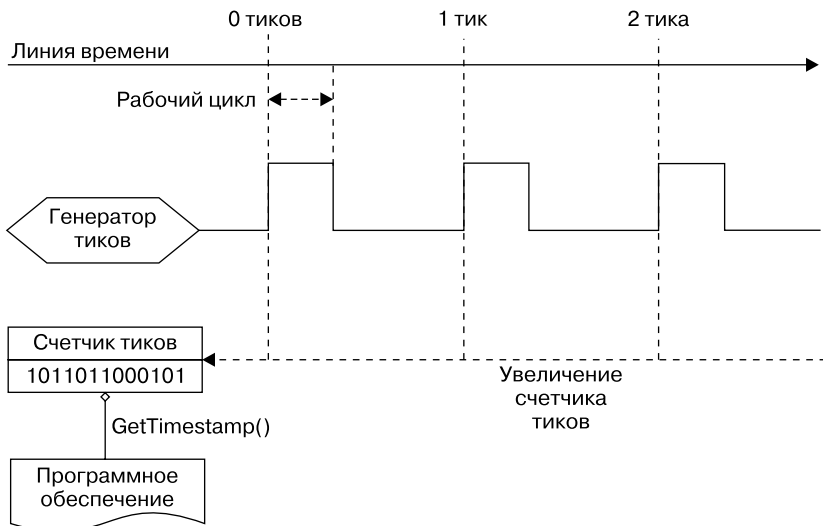 0 тиков
1 тик
2 тика
Линия времени
Рабочий цикл
Генератор
тиков
Счетчик тиков
1011011000101
Увеличение
счетчика
тиков
GetTimestamp()
Программное
обеспечение